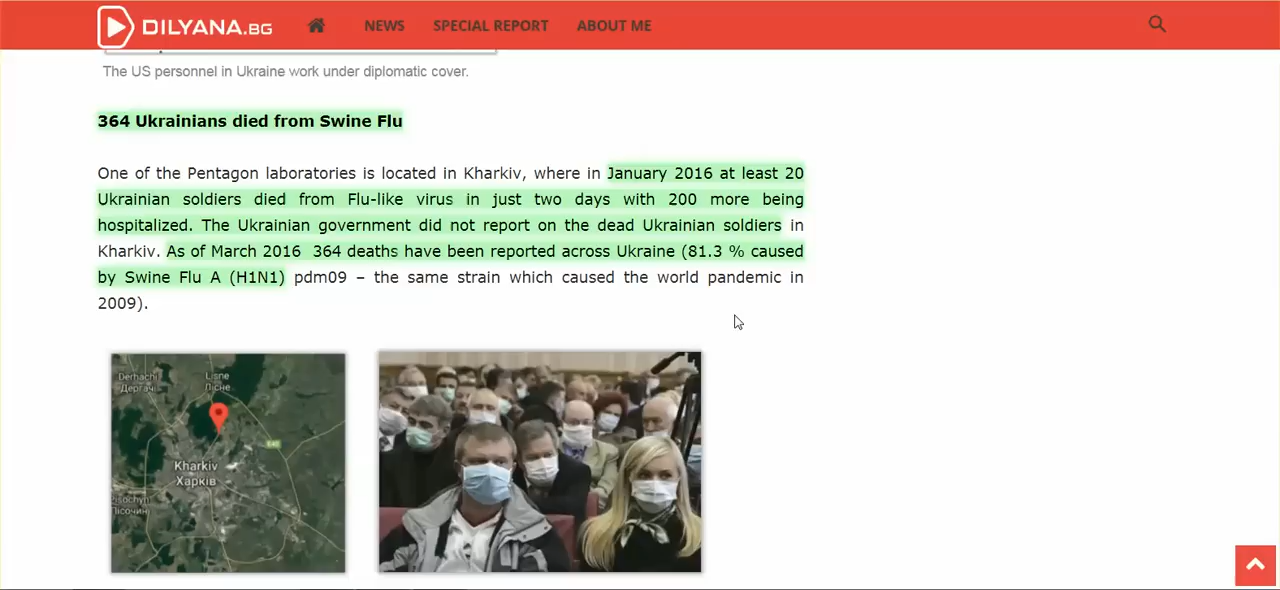 DILYANA.BG
NEWS
SPECIAL REPORT
ABOUT ME
The US personnel in Ukraine work under diplomatic cover.
364 Ukrainians died from Swine Flu
One of the Pentagon laboratories is located in Kharkiv, where in January 2016 at least 20
Ukrainian soldiers died from Flu-like virus in just two days with 200 more being
hospitalized. The Ukrainian government did not report on the dead Ukrainian soldiers in
Kharkiv. As of March 2016  364 deaths have been reported across Ukraine (81.3 % caused
by Swine Flu A (H1N1) pdm09 – the same strain which caused the world pandemic in
2009).
Derhachi
Дергачі
Lisne
Лісне
E40
Kharkiv
Харків
Pisochyn
Пісочин